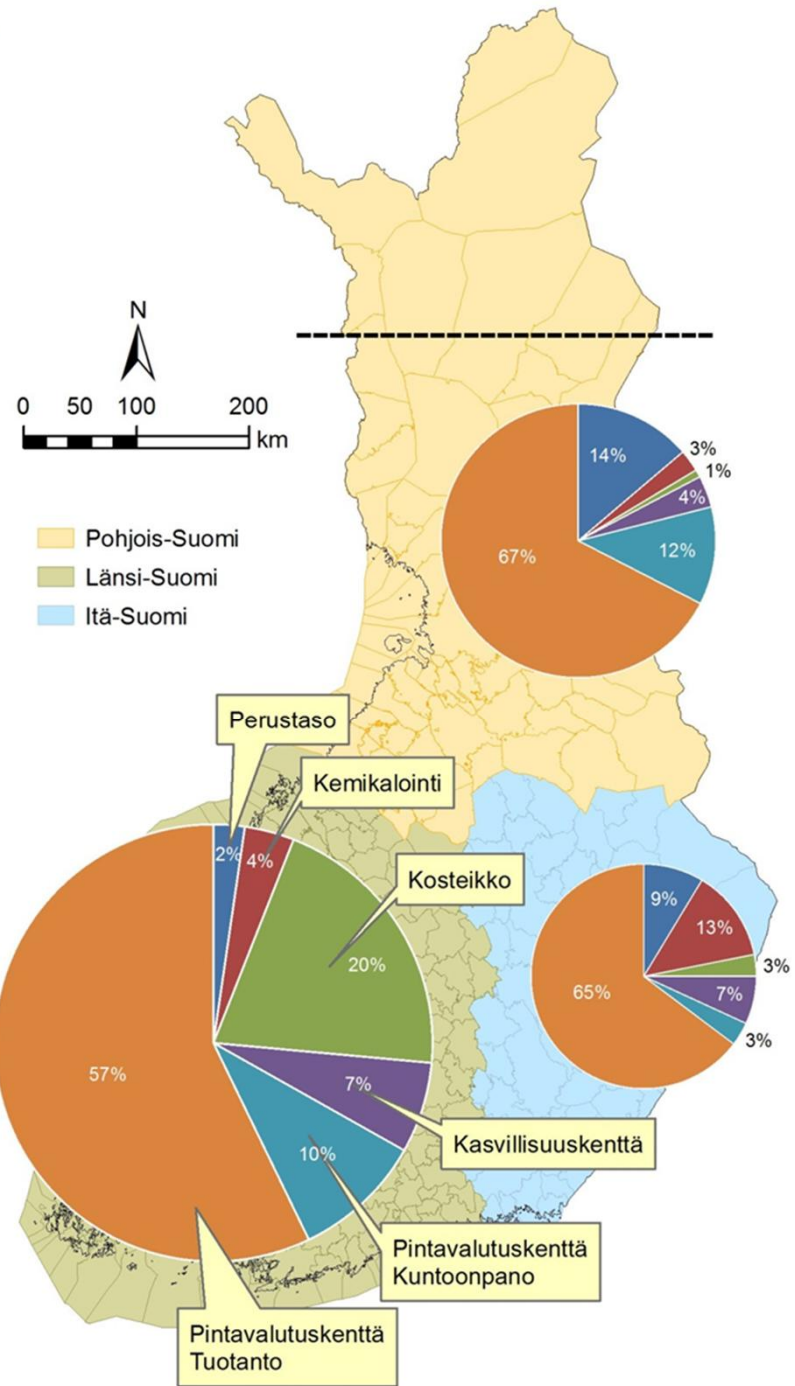 N
0 50 100 200
km
Pohjois-Suomi
Länsi-Suomi
Itä-Suomi
14%
3%
1%
4%
12%
67%
Perustaso
Kemikalointi
Kosteikko
2%
4%
20%
57%
7%
10%
9%
13%
3%
7%
3%
65%
Kasvillisuuskenttä
Pintavalutuskenttä
Kuntoonpano
Pintavalutuskenttä
Tuotanto